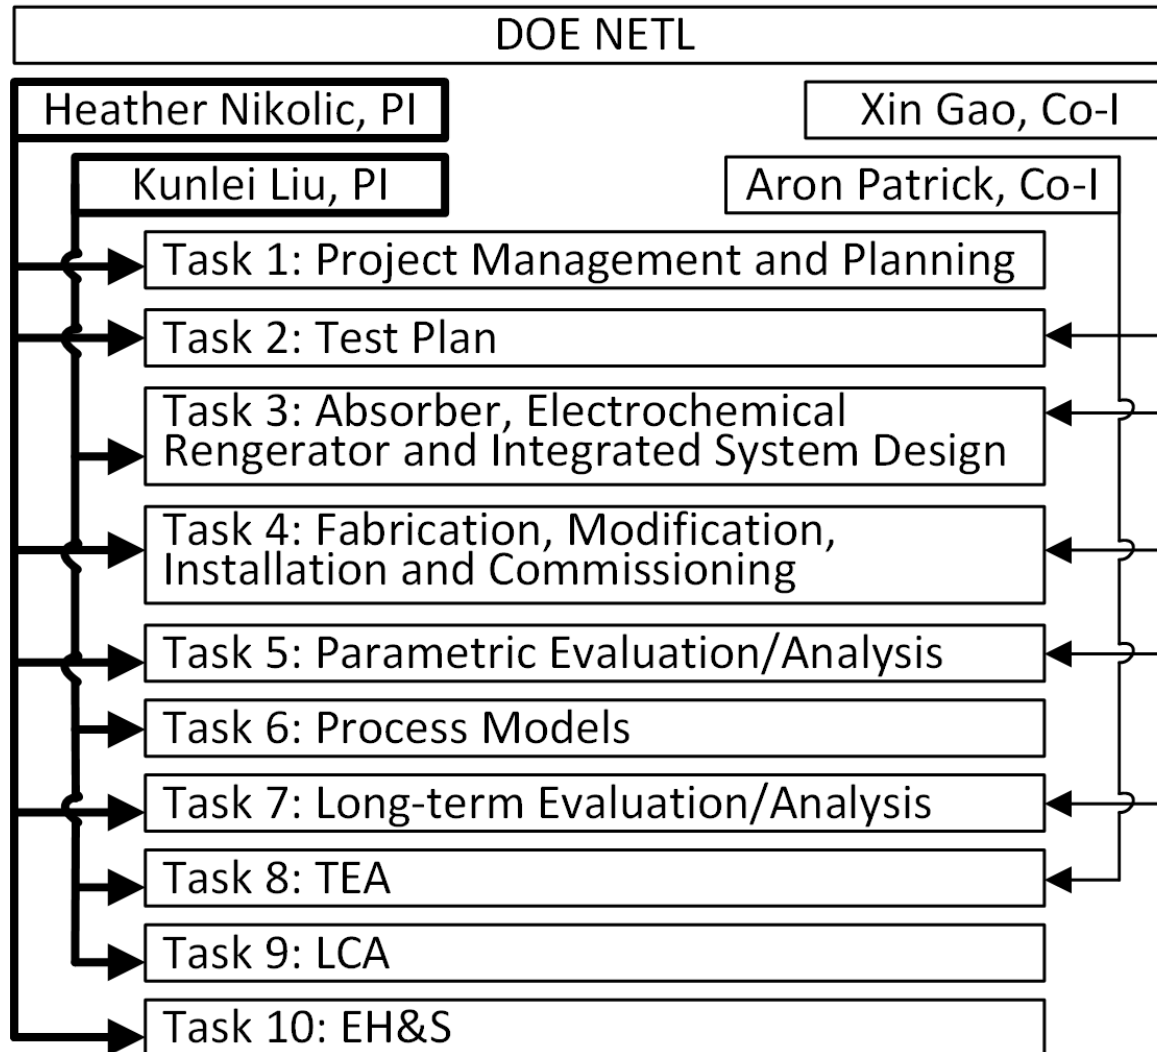 DOE NETL
Heather Nikolic, PI
Xin Gao, Co-I
Kunlei Liu, PI
Aron Patrick, Co-I
Task 1: Project Management and Planning
Task 2: Test Plan
Task 3: Absorber, Electrochemical
Rengerator and Integrated System Design
Task 4: Fabrication, Modification,
Installation and Commissioning
Task 5: Parametric Evaluation/Analysis
Task 6: Process Models
Task 7: Long-term Evaluation/Analysis
Task 8: TEA
Task 9: LCA
Task 10: EH&S